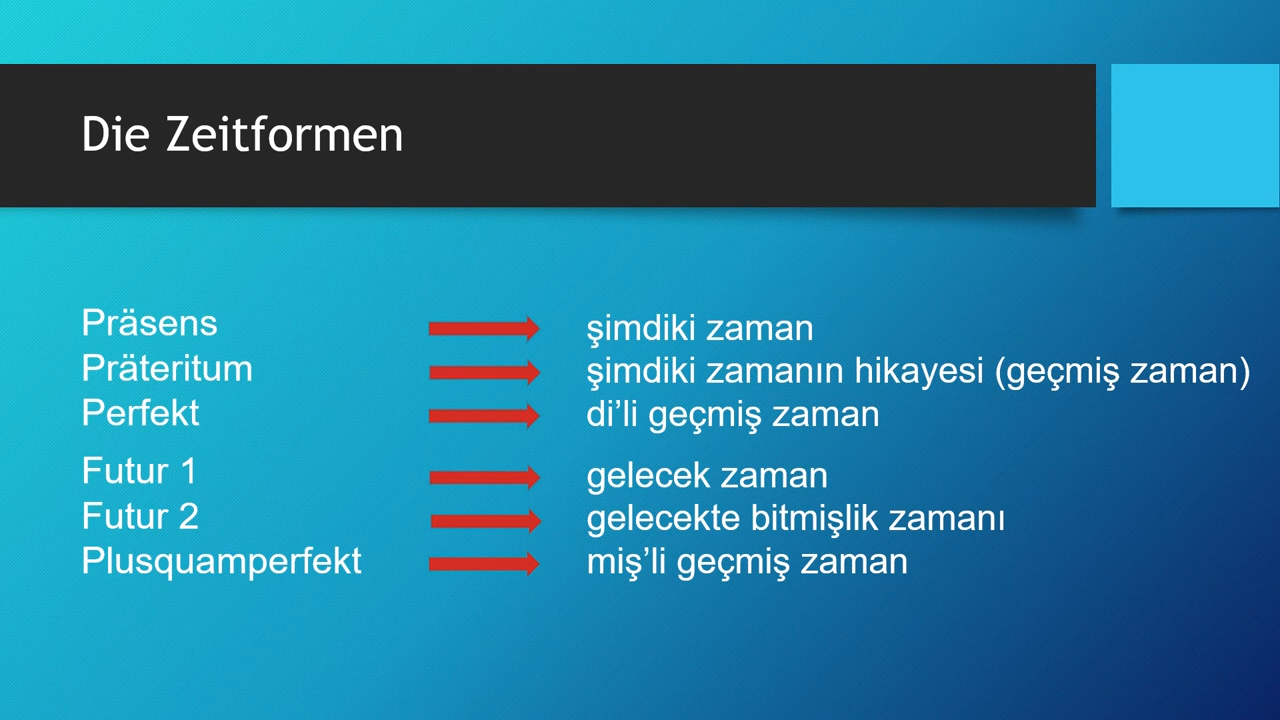 Die Zeitformen
Präsens → şimdiki zaman
Präteritum → şimdiki zamanın hikayesi (geçmiş zaman)
Perfekt → di’li geçmiş zaman
Futur 1 → gelecek zaman
Futur 2 → gelecekte bitmişlik zamanı
Plusquamperfekt → miş’li geçmiş zaman